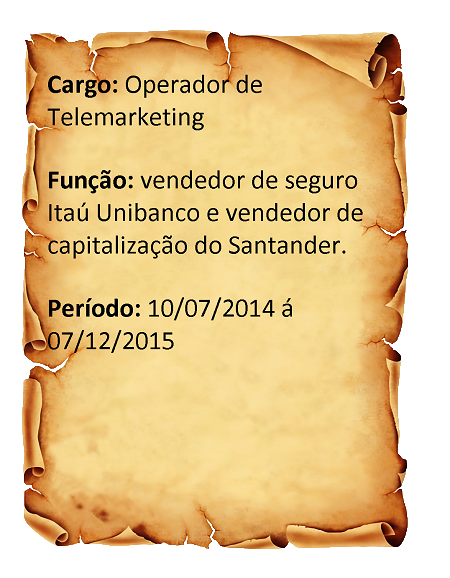 Cargo: Operador de
Telemarketing
Função: vendedor de seguro
Itaú Unibanco e vendedor de
capitalização do Santander.
Período: 10/07/2014 á
07/12/2015